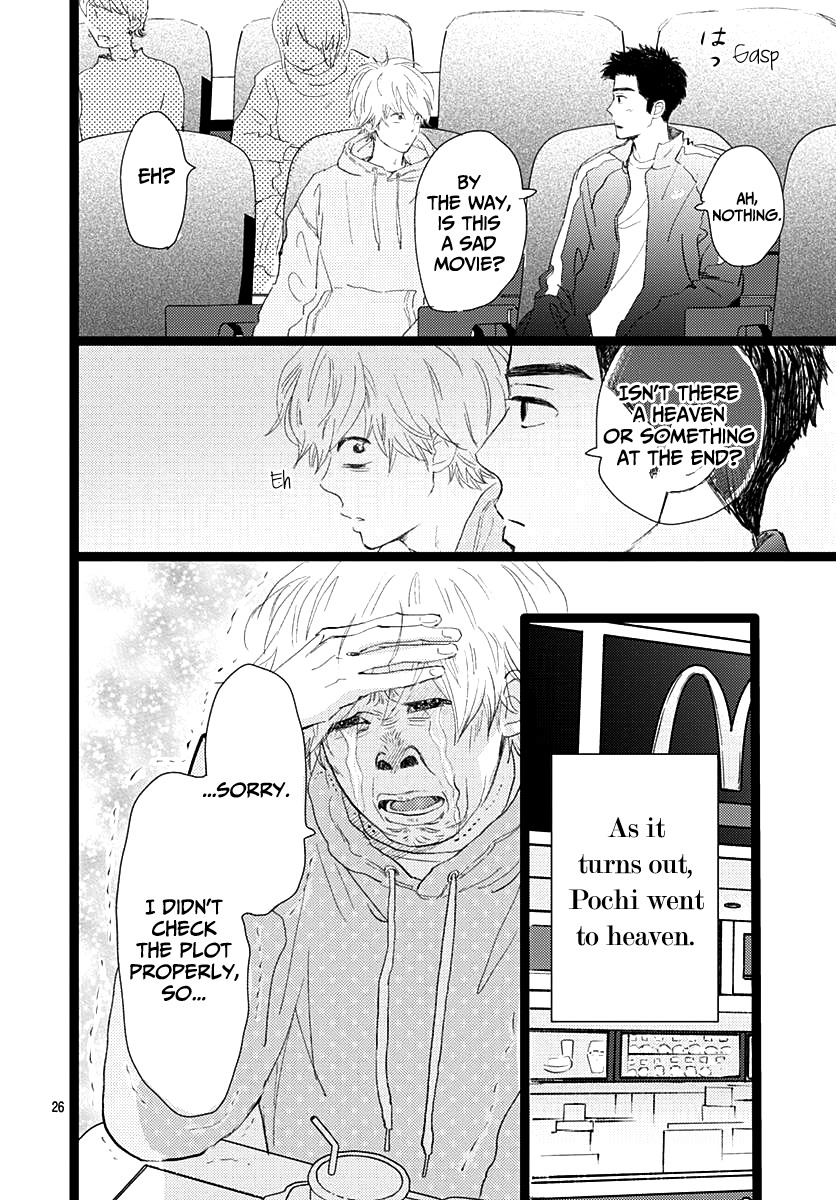 はっ
Gasp
AH,
NOTHING.
BY
THE WAY,
IS THIS
A SAD
MOVIE?
EH?
ISN'T THERE
A HEAVEN
OR SOMETHING
AT THE END?
Eh
As it
turns out,
Pochi went
to heaven.
...SORRY.
I DIDN'T
CHECK
THE PLOT
PROPERLY,
SO...
26